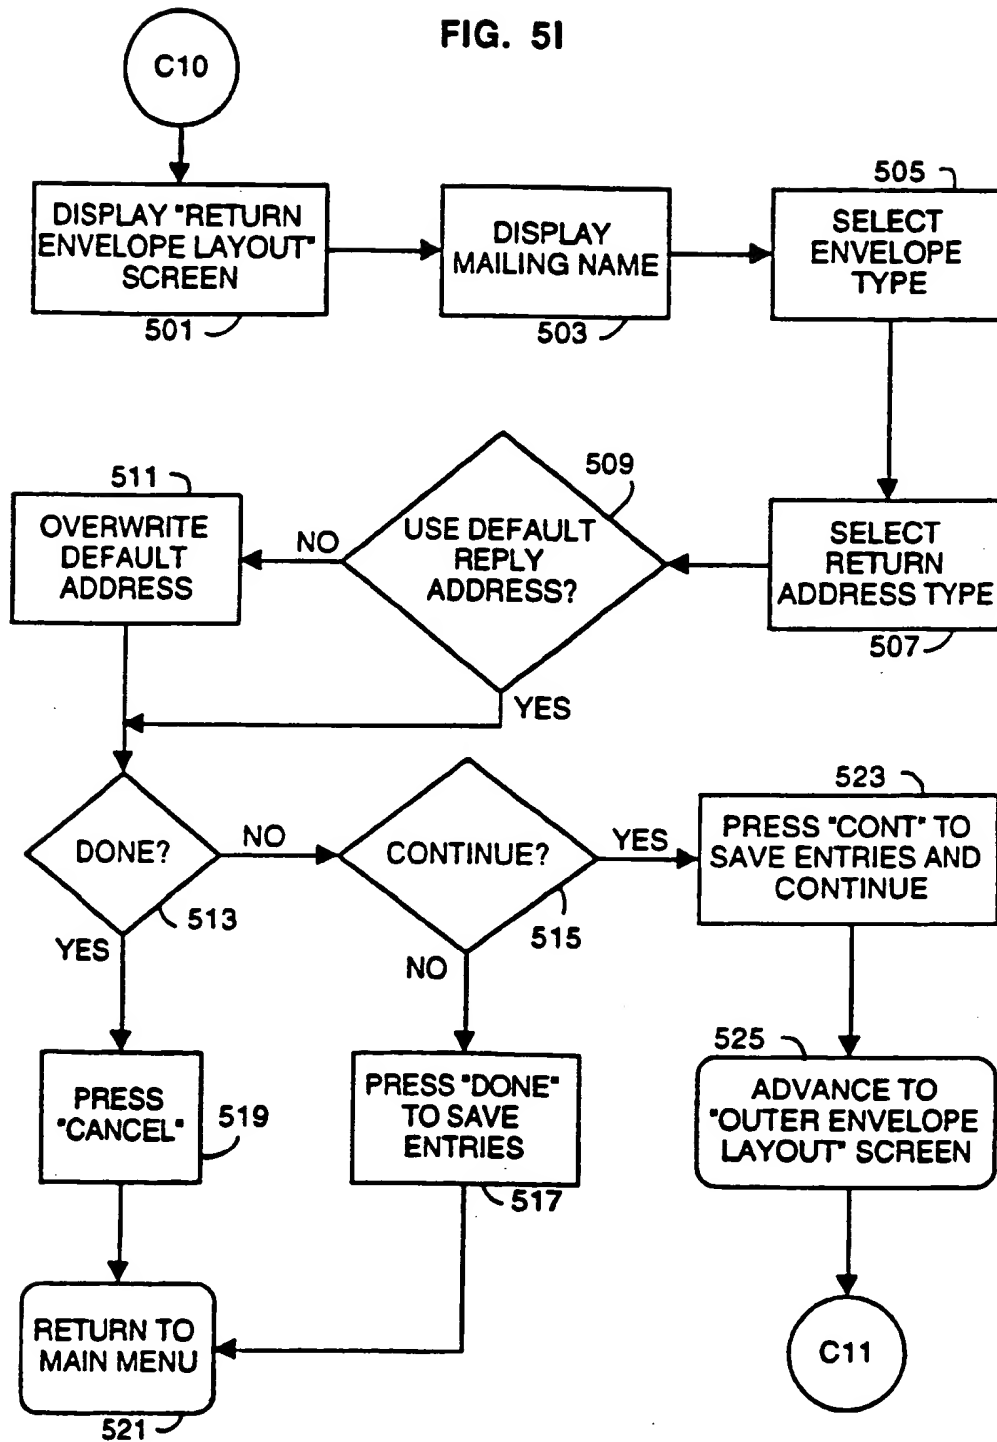 FIG. 5I
C10
DISPLAY "RETURN
ENVELOPE LAYOUT"
SCREEN
501
DISPLAY
MAILING NAME
503
505
SELECT
ENVELOPE
TYPE
SELECT
RETURN
ADDRESS TYPE
507
509
USE DEFAULT
REPLY
ADDRESS?
NO
YES
511
OVERWRITE
DEFAULT
ADDRESS
DONE?
513
NO
YES
CONTINUE?
515
YES
NO
523
PRESS "CONT" TO
SAVE ENTRIES AND
CONTINUE
PRESS
"CANCEL"
519
PRESS "DONE"
TO SAVE
ENTRIES
517
525
ADVANCE TO
"OUTER ENVELOPE
LAYOUT" SCREEN
RETURN TO
MAIN MENU
521
C11